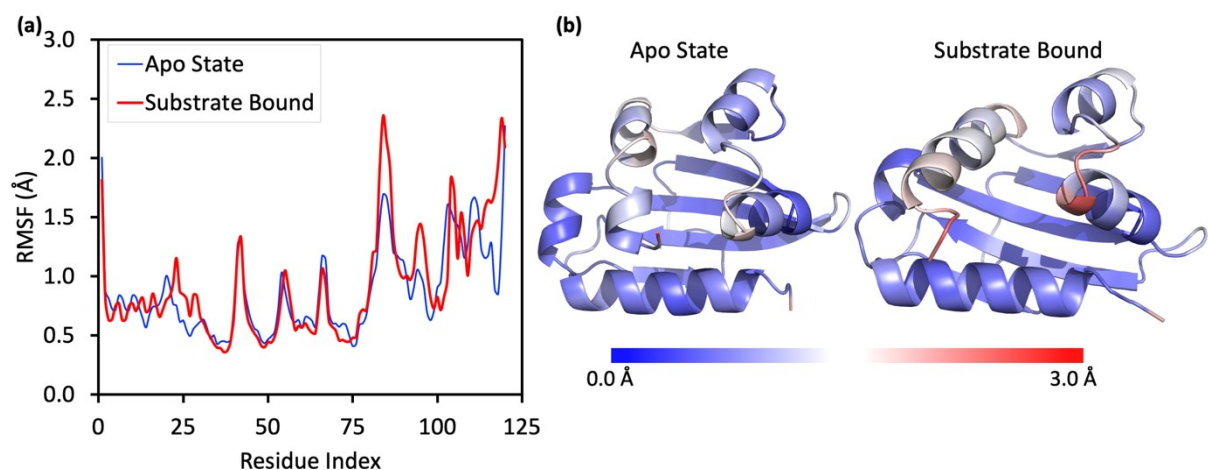 (a)
RMSF (Å)
3.0
2.5
2.0
1.5
1.0
0.5
0.0
Apo State
Substrate Bound
0
25
50
75
100
125
Residue Index
(b)
Apo State
Substrate Bound
0.0 Å
3.0 Å